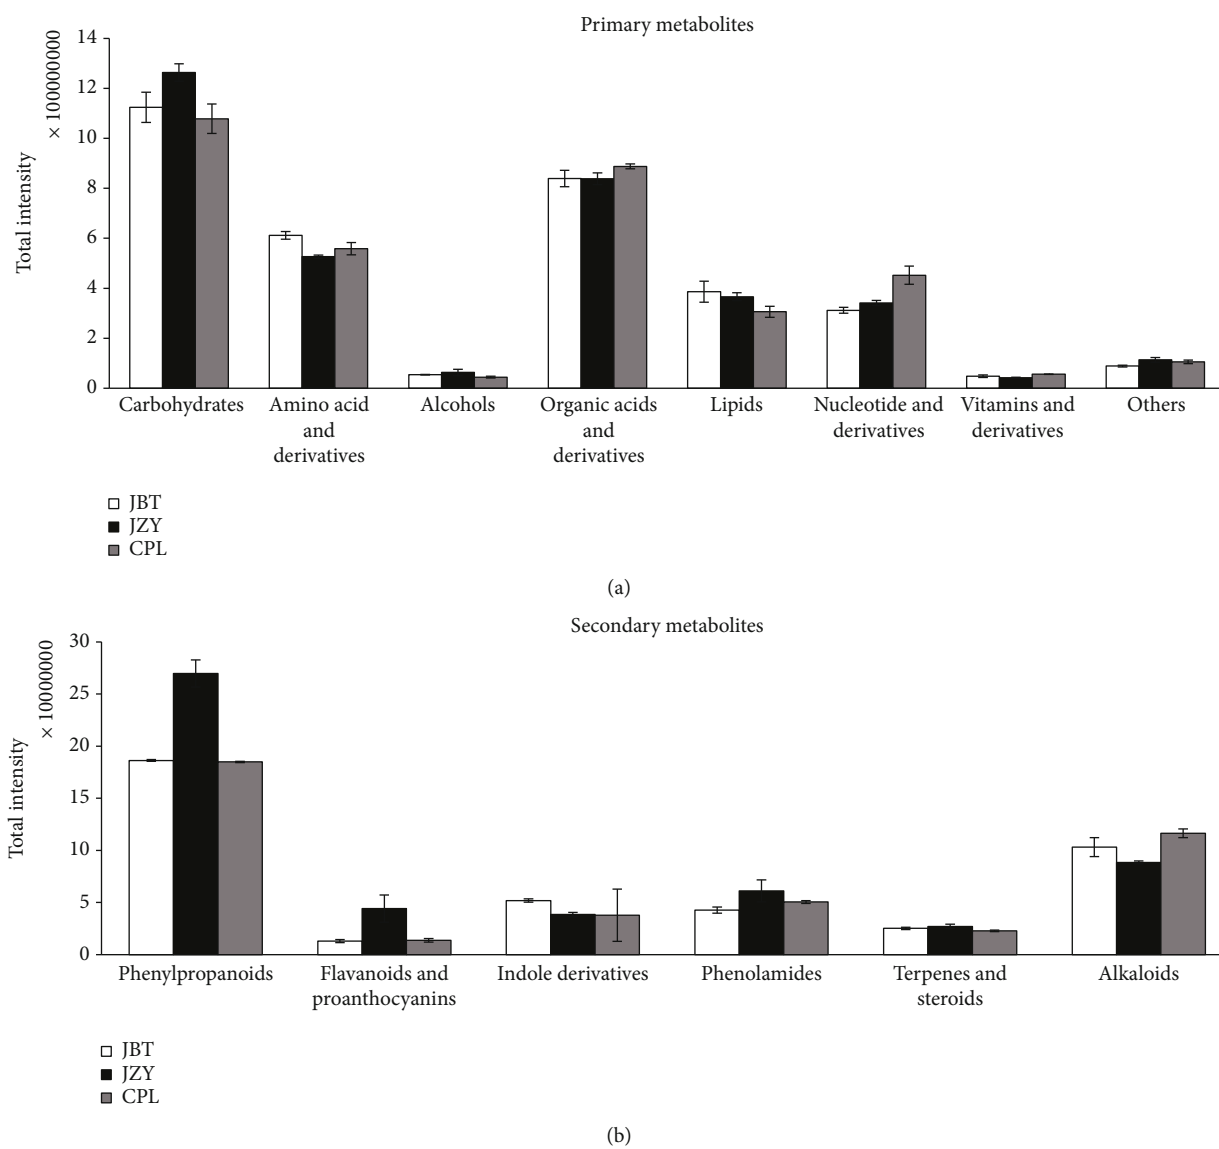 Primary metabolites
Total intensity
× 100000000
14
12
10
8
6
4
2
0
Carbohydrates
Amino acid
and
derivatives
Alcohols
Organic acids
and
derivatives
Lipids
Nucleotide and
derivatives
Vitamins and
derivatives
Others
JBT
JZY
CPL
(a)
Secondary metabolites
Total intensity
× 10000000
30
25
20
15
10
5
0
Phenylpropanoids
Flavanoids and
proanthocyanins
Indole derivatives
Phenolamides
Terpenes and
steroids
Alkaloids
JBT
JZY
CPL
(b)